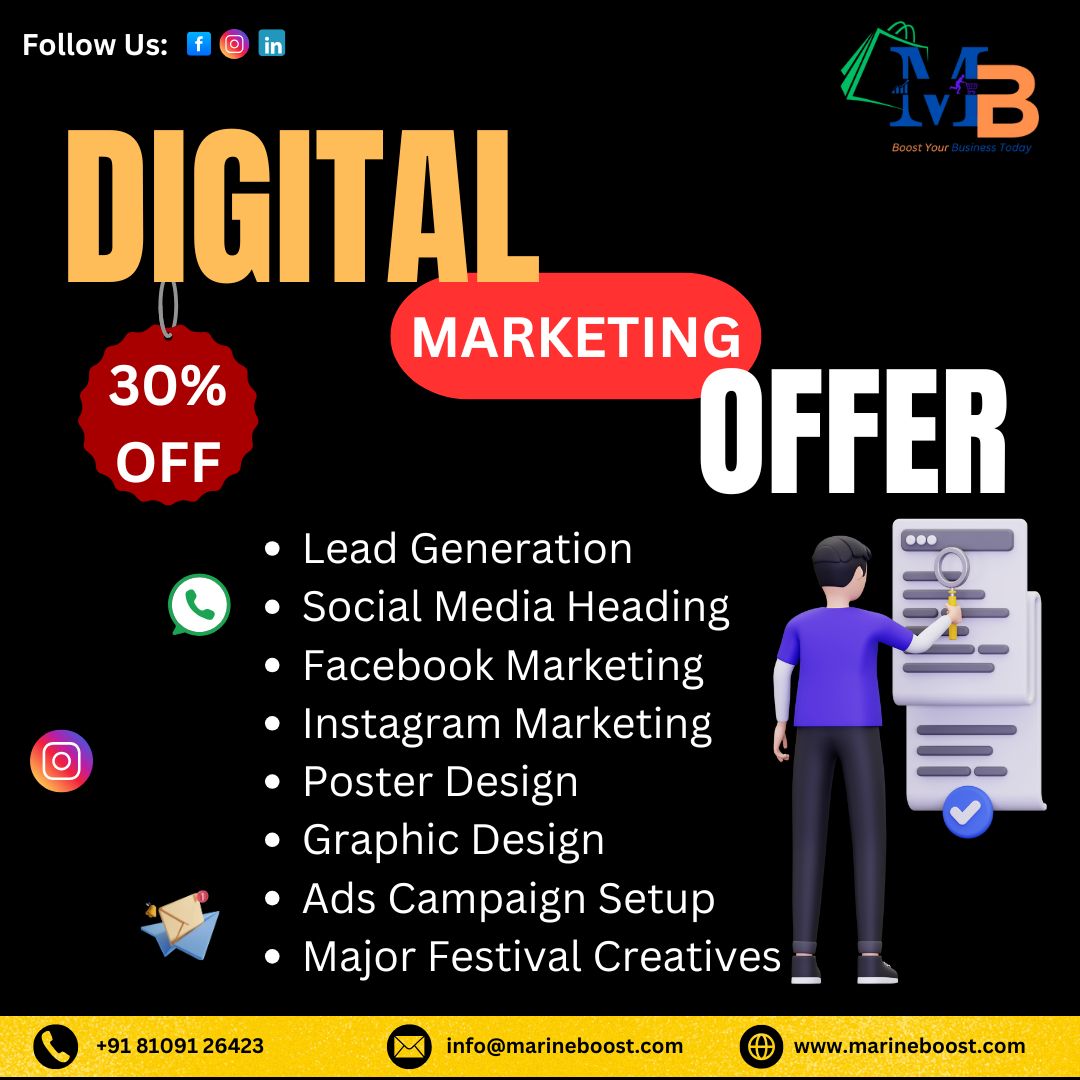 Follow Us:
MB
Boost Your Business Today
DIGITAL
MARKETING
OFFER
30%
OFF
Lead Generation
Social Media Heading
Facebook Marketing
Instagram Marketing
Poster Design
Graphic Design
Ads Campaign Setup
Major Festival Creatives
+91 81091 26423
info@marineboost.com
www.marineboost.com